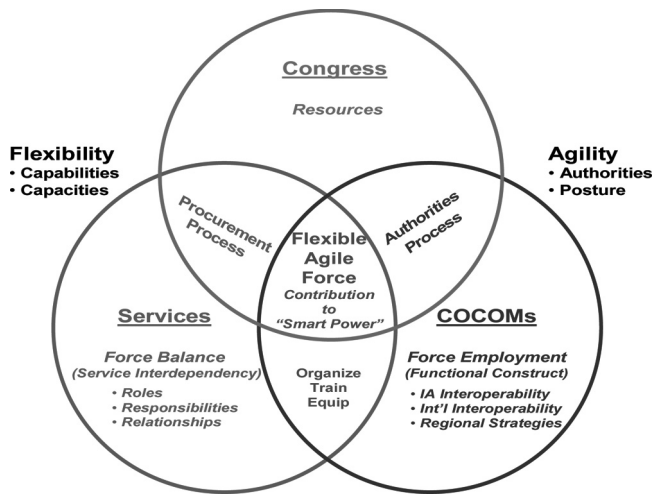 Congress
Resources
Flexibility
• Capabilities
• Capacities
Agility
• Authorities
• Posture
Procurement
Process
Authorities
Process
Flexible
Agile
Force
Contribution
to
“Smart Power”
Services
Force Balance
(Service Interdependency)
• Roles
• Responsibilities
• Relationships
Organize
Train
Equip
COCOMs
Force Employment
(Functional Construct)
• IA Interoperability
• Int’l Interoperability
• Regional Strategies